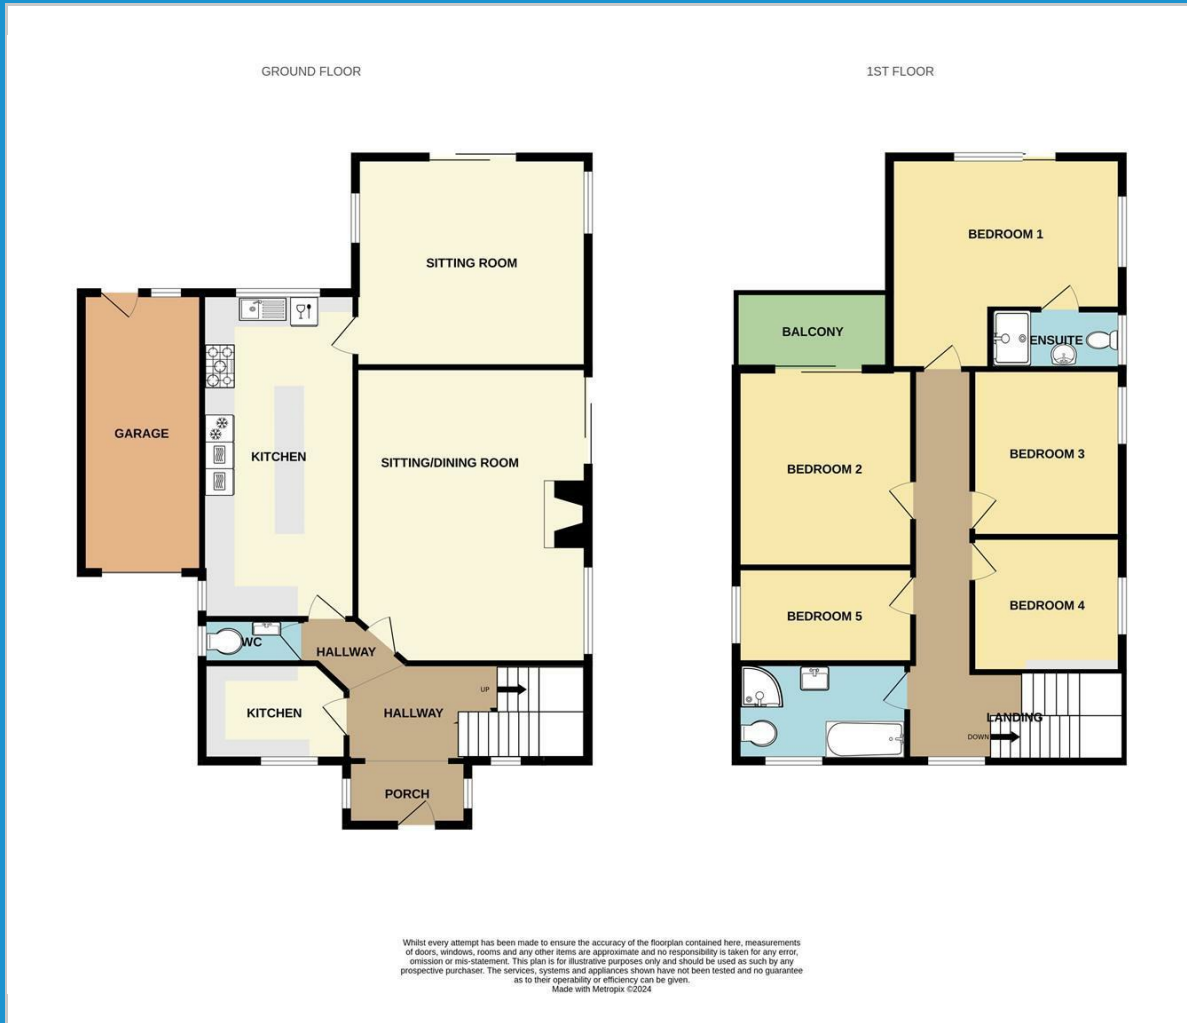 GROUND FLOOR
1ST FLOOR
SITTING ROOM
BEDROOM 1
BALCONY
ENSUITE
GARAGE
KITCHEN
SITTING/DINING ROOM
BEDROOM 2
BEDROOM 3
BEDROOM 4
BEDROOM 5
WC
HALLWAY
UP
KITCHEN
HALLWAY
LANDING
DOWN
PORCH
Whilst every attempt has been made to ensure the accuracy of the floorplan contained here, measurements
of doors, windows, rooms and any other items are approximate and no responsibility is taken for any error,
omission or mis-statement. This plan is for illustrative purposes only and should be used as such by any
prospective purchaser. The services, systems and appliances shown have not been tested and no guarantee
as to their operability or efficiency can be given.
Made with Metropix ©2024